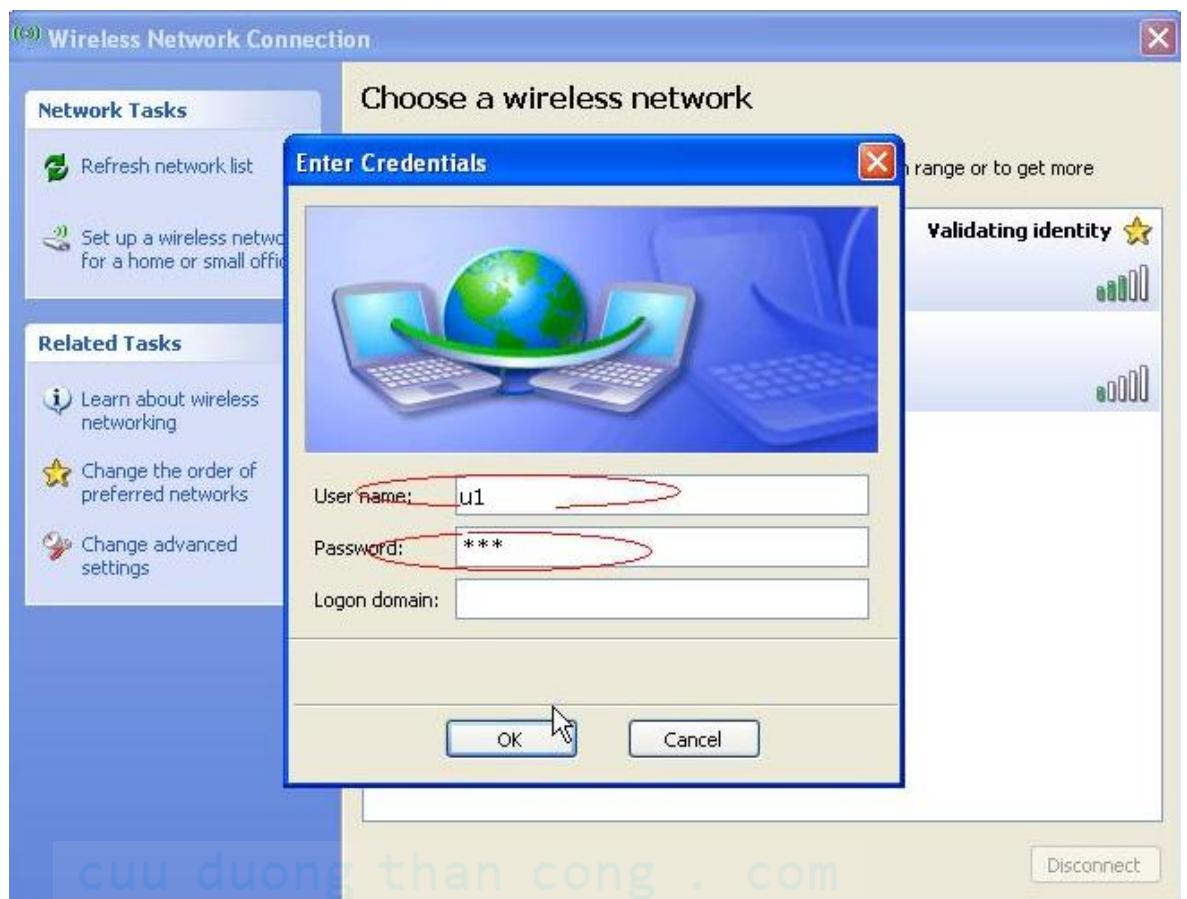 Wireless Network Connection
Network Tasks
Refresh network list
Set up a wireless netwo
for a home or small offic
Related Tasks
Learn about wireless
networking
Change the order of
preferred networks
Change advanced
settings
Choose a wireless network
range or to get more
Validating identity
Enter Credentials
User name: u1
Password: ***
Logon domain:
OK Cancel
Disconnect
cuu duong than cong . com